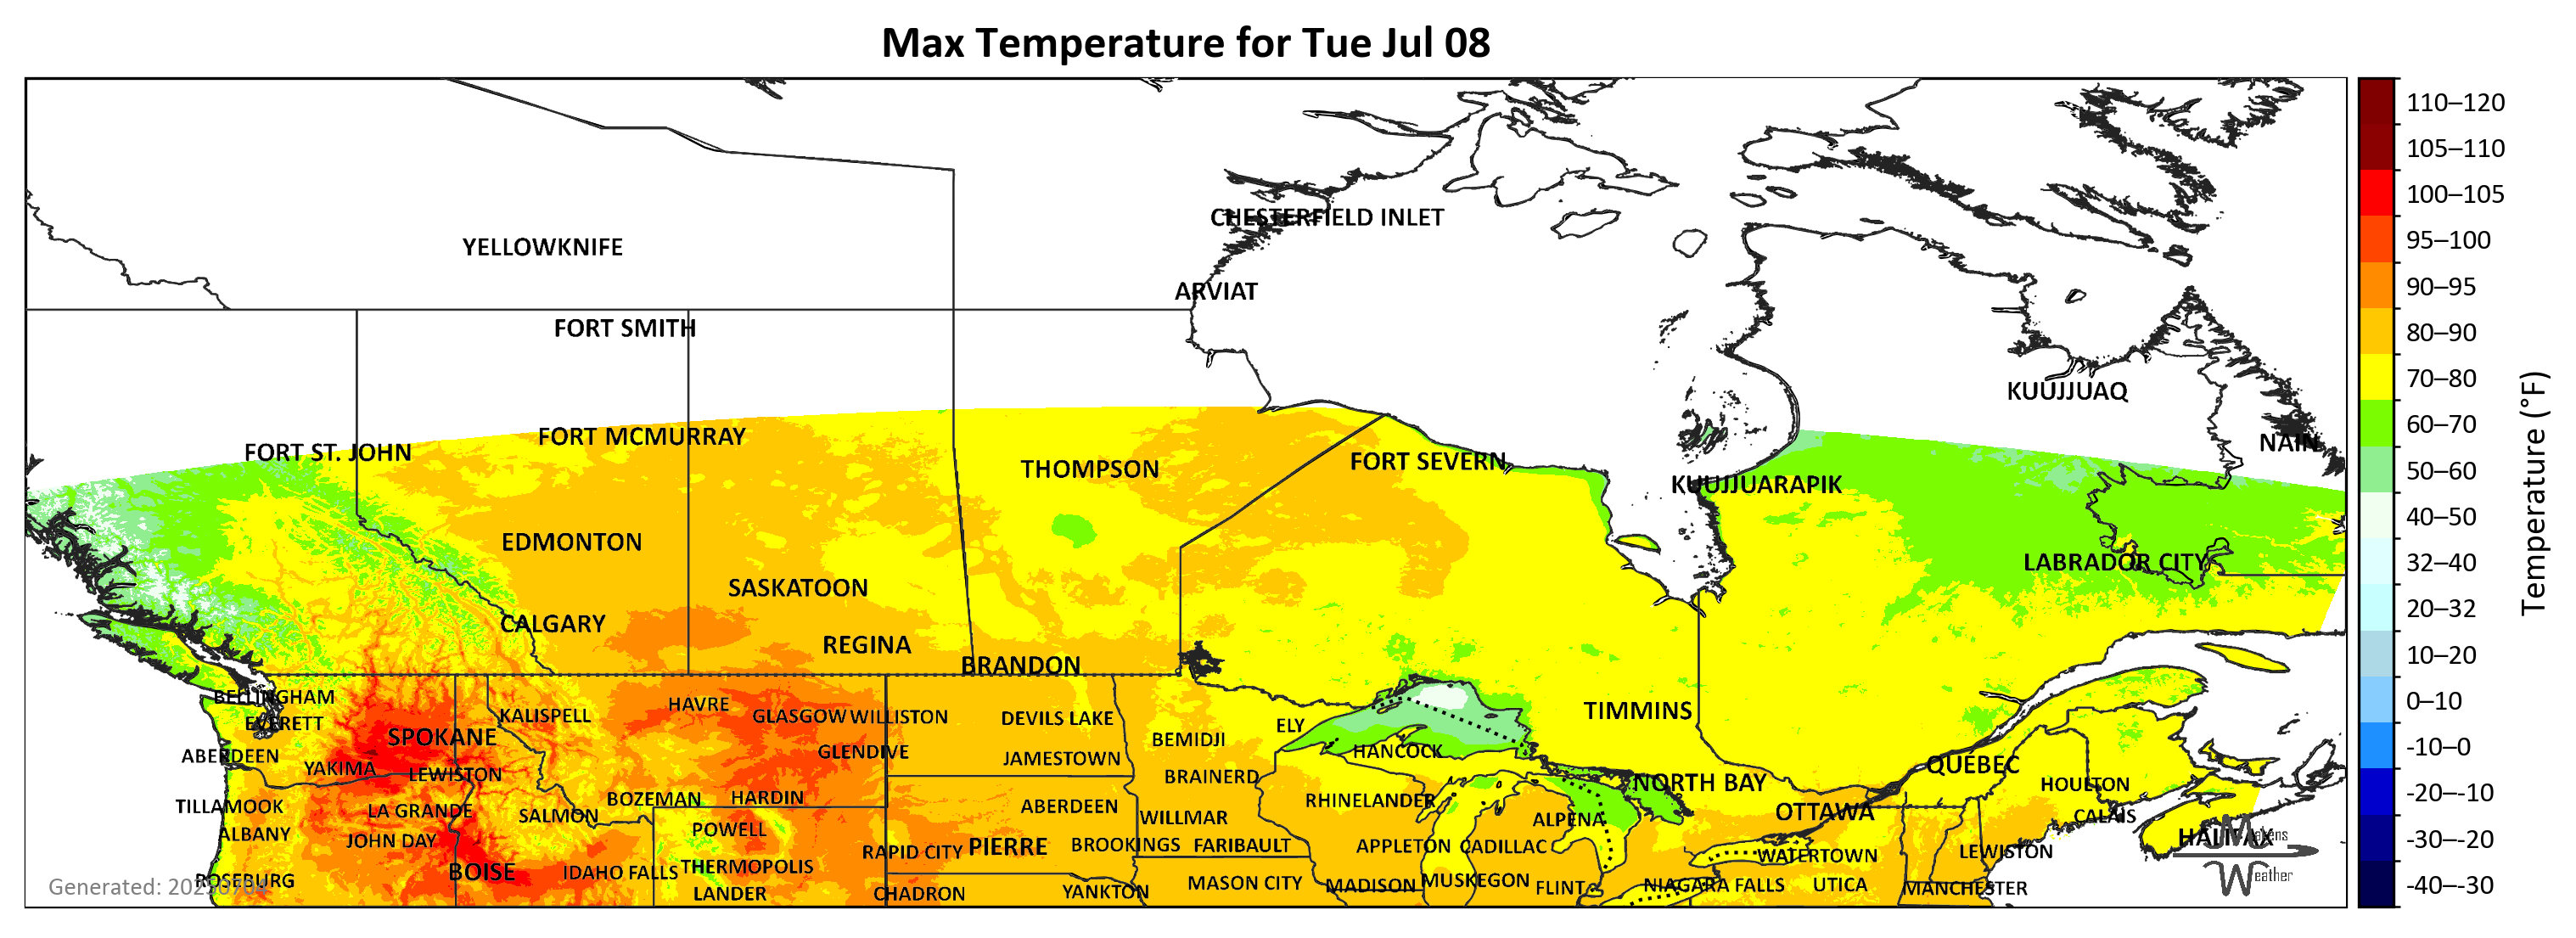 Max Temperature for Tue Jul 08
110–120
105–110
100–105
95–100
90–95
80–90
70–80
60–70
50–60
40–50
32–40
20–32
10–20
0–10
-10–0
-20–-10
-30–-20
-40–-30
Temperature (°F)
CHESTERFIELD INLET
YELLOWKNIFE
ARVIAT
FORT SMITH
KUUJJUAQ
FORT MCMURRAY
NAIN
FORT ST. JOHN
FORT SEVERN
THOMPSON
KUUJJUARAPIK
EDMONTON
LABRADOR CITY
SASKATOON
CALGARY
REGINA
BRANDON
BELLINGHAM
HAVRE
TIMMINS
KALISPELL
GLASGOW
WILLISTON
DEVILS LAKE
EVERETT
ELY
SPOKANE
BEMIDJI
HANCOCK
GLENDIVE
ABERDEEN
JAMESTOWN
QUÉBEC
YAKIMA
LEWISTON
BRAINERD
NORTH BAY
HOULTON
BOZEMAN
HARDIN
RHINELANDER
TILLAMOOK
ABERDEEN
LA GRANDE
OTTAWA
SALMON
CALAIS
WILLMAR
ALPENA
POWELL
ALBANY
HALIFAX
JOHN DAY
BROOKINGS
FARIBAULT
APPLETON
CADILLAC
PIERRE
RAPID CITY
LEWISTON
WATERTOWN
THERMOPOLIS
BOISE
IDAHO FALLS
ROSEBURG
MUSKEGON
MASON CITY
MADISON
NIAGARA FALLS
UTICA
FLINT
MANCHESTER
LANDER
CHADRON
YANKTON
Generated: 20250704
Makens
Weather